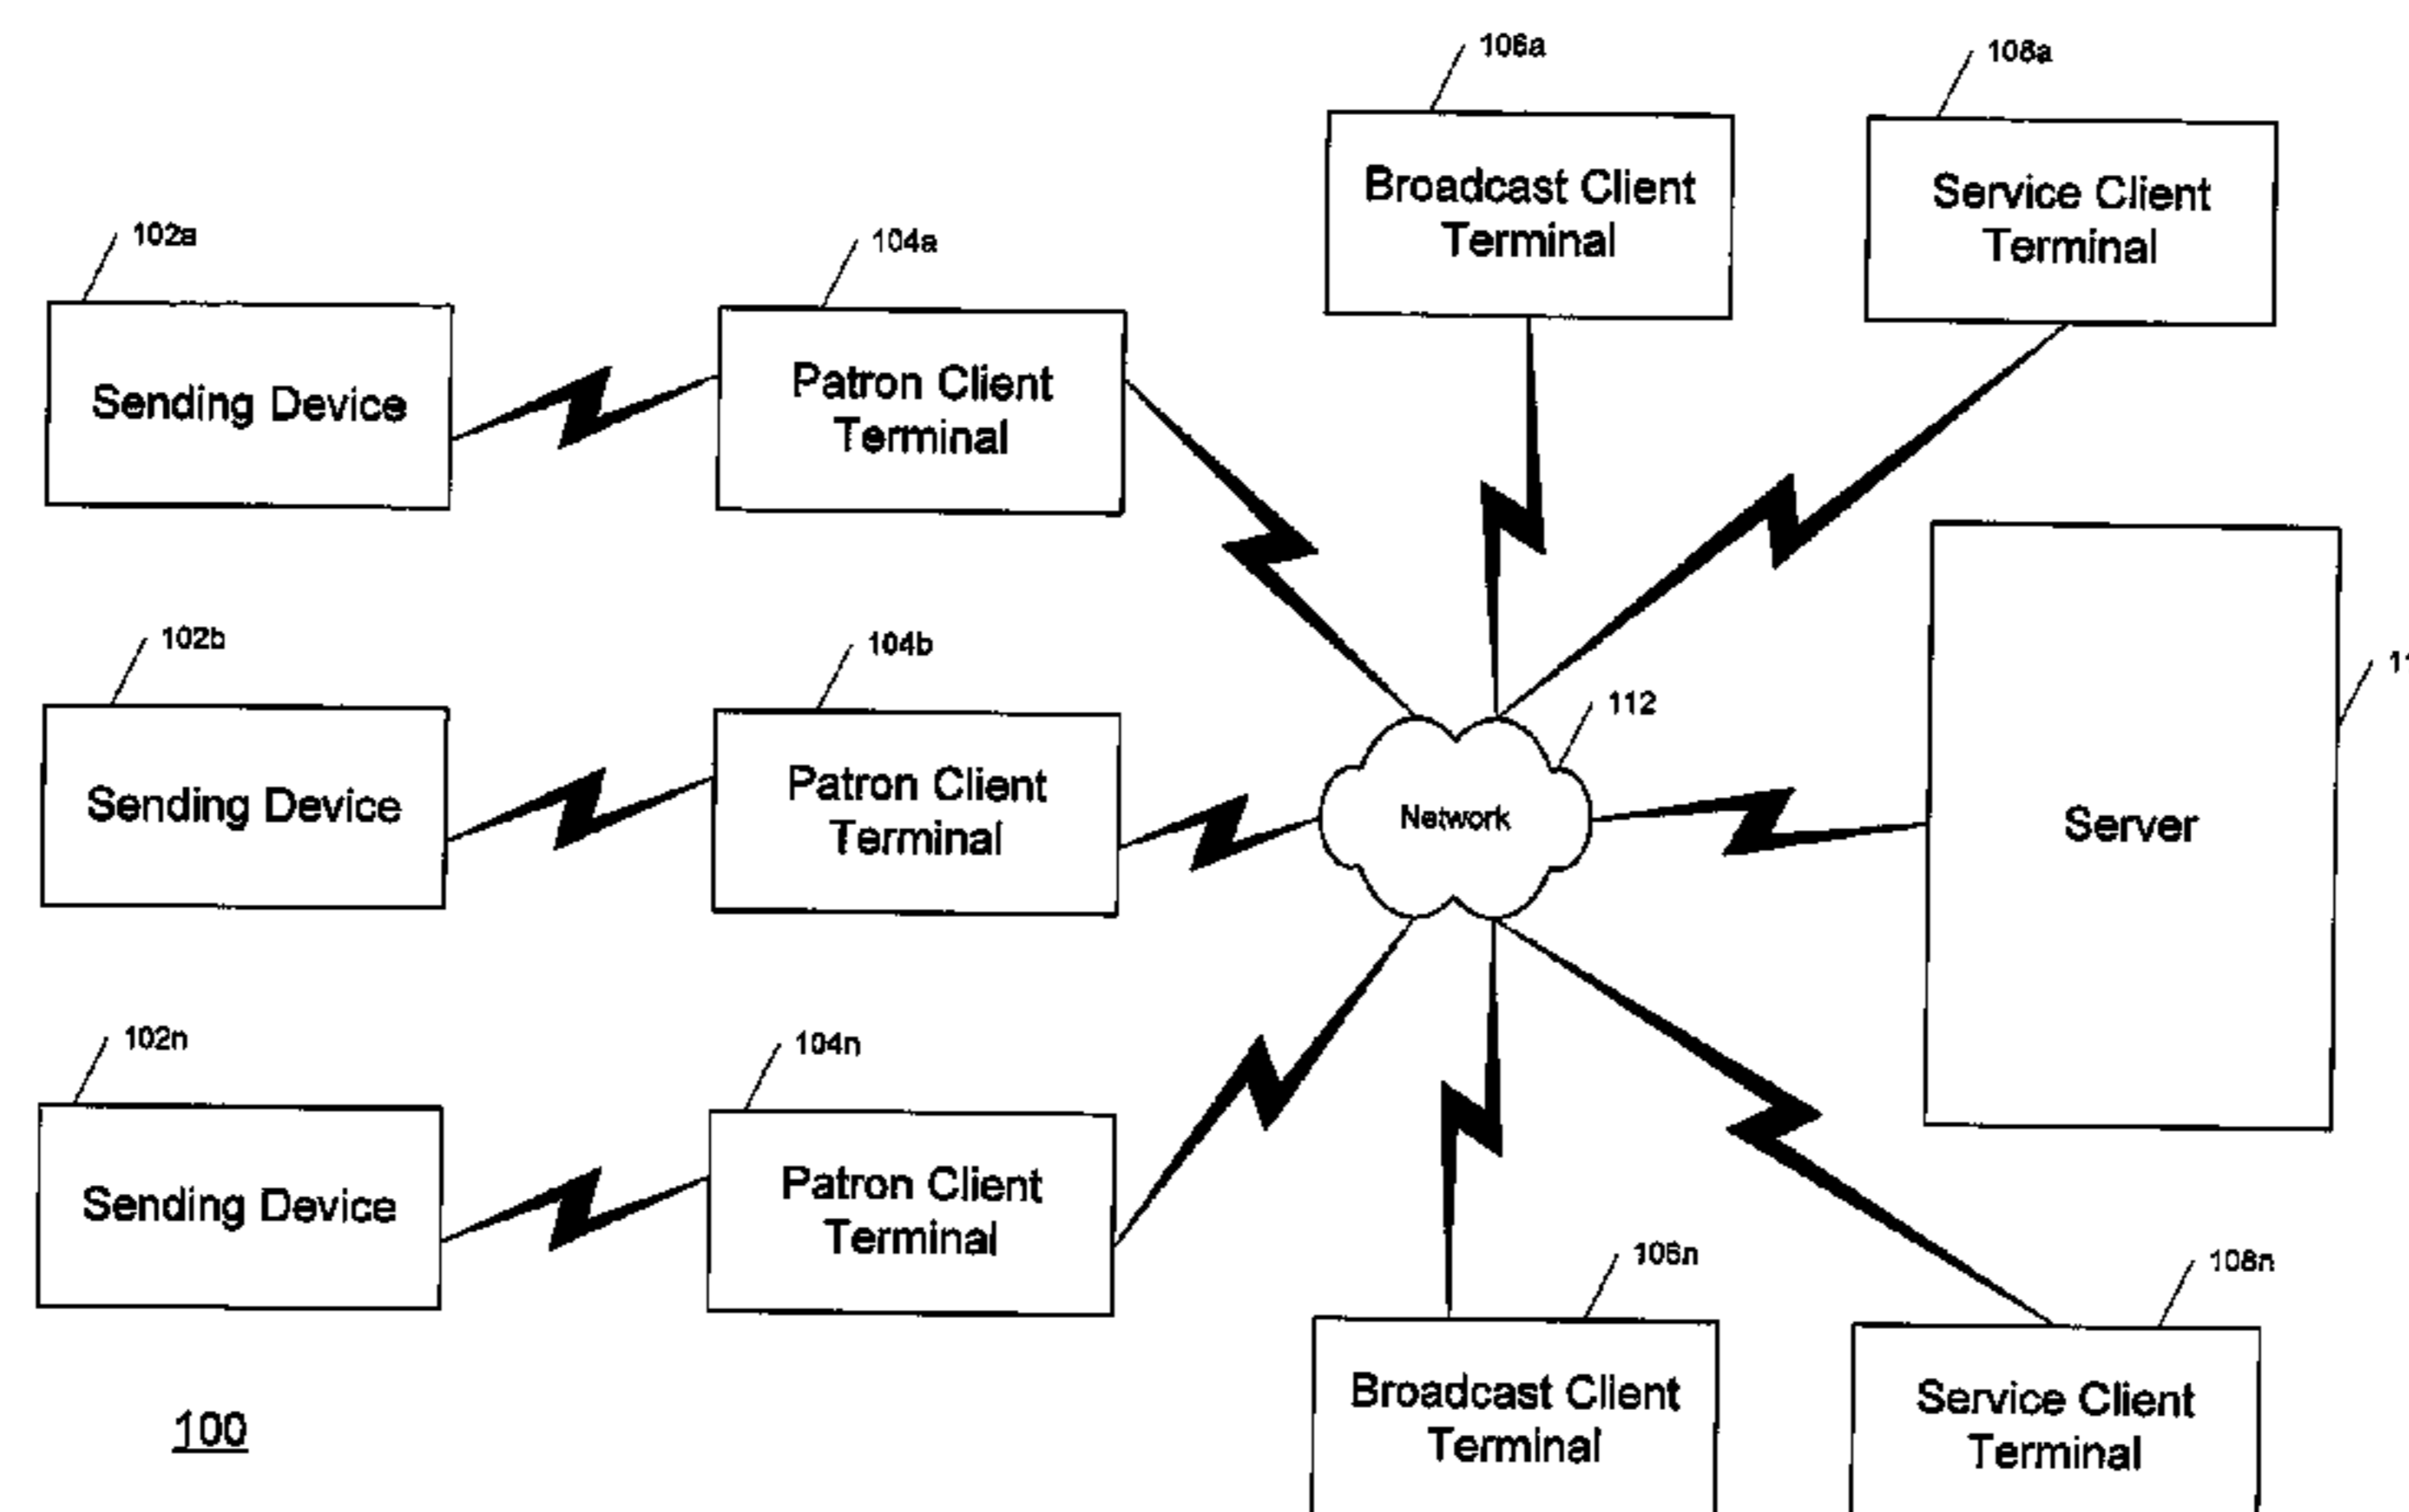 106a
108a
Broadcast Client
Terminal
Service Client
Terminal
102a
104a
Sending Device
Patron Client
Terminal
102b
104b
112
Sending Device
Patron Client
Terminal
Network
Server
102n
104n
Sending Device
Patron Client
Terminal
106n
108n
Broadcast Client
Terminal
Service Client
Terminal
100